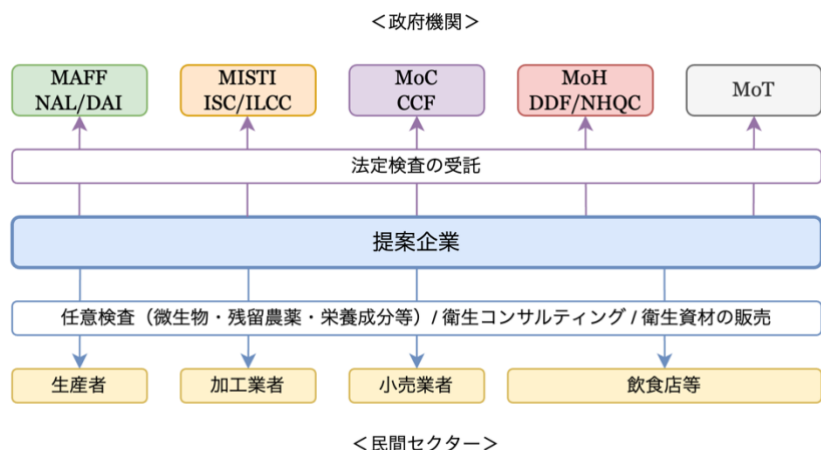 ＜政府機関＞
MAFF
NAL/DAI
MISTI
ISC/ILCC
MoC
CCF
MoH
DDF/NHQC
MoT
法定検査の受託
提案企業
任意検査（微生物・残留農薬・栄養成分等）/ 衛生コンサルティング / 衛生資材の販売
生産者
加工業者
小売業者
飲食店等
＜民間セクター＞